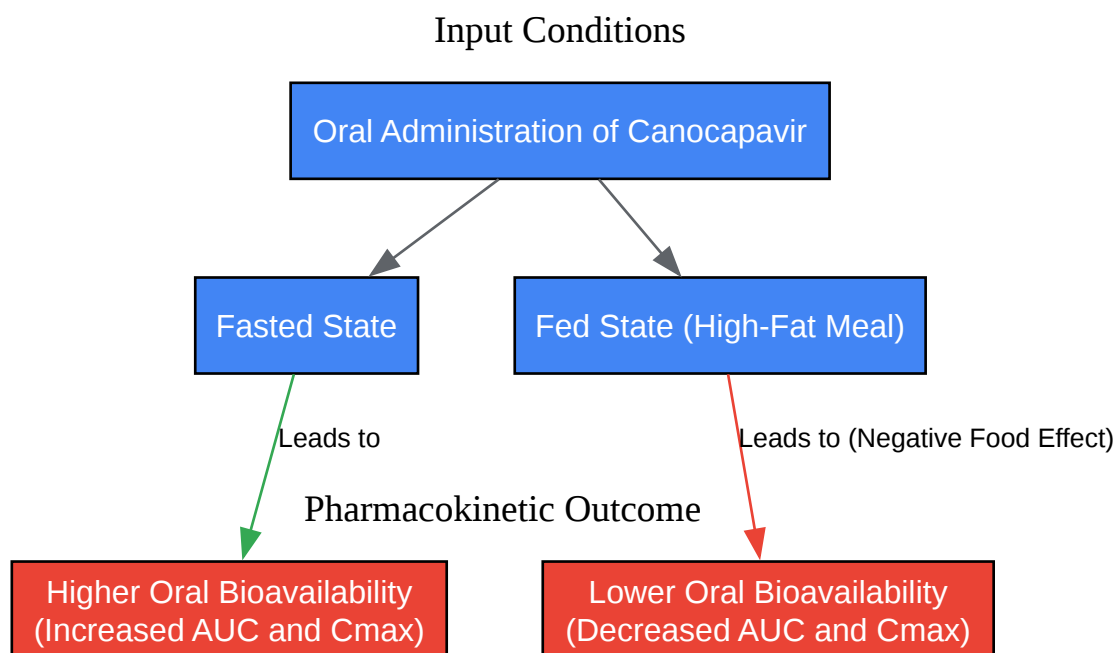 Input Conditions
Oral Administration of Canocapavir
Fasted State
Fed State (High-Fat Meal)
Leads to
Leads to (Negative Food Effect)
Pharmacokinetic Outcome
Higher Oral Bioavailability
(Increased AUC and Cmax)
Lower Oral Bioavailability
(Decreased AUC and Cmax)